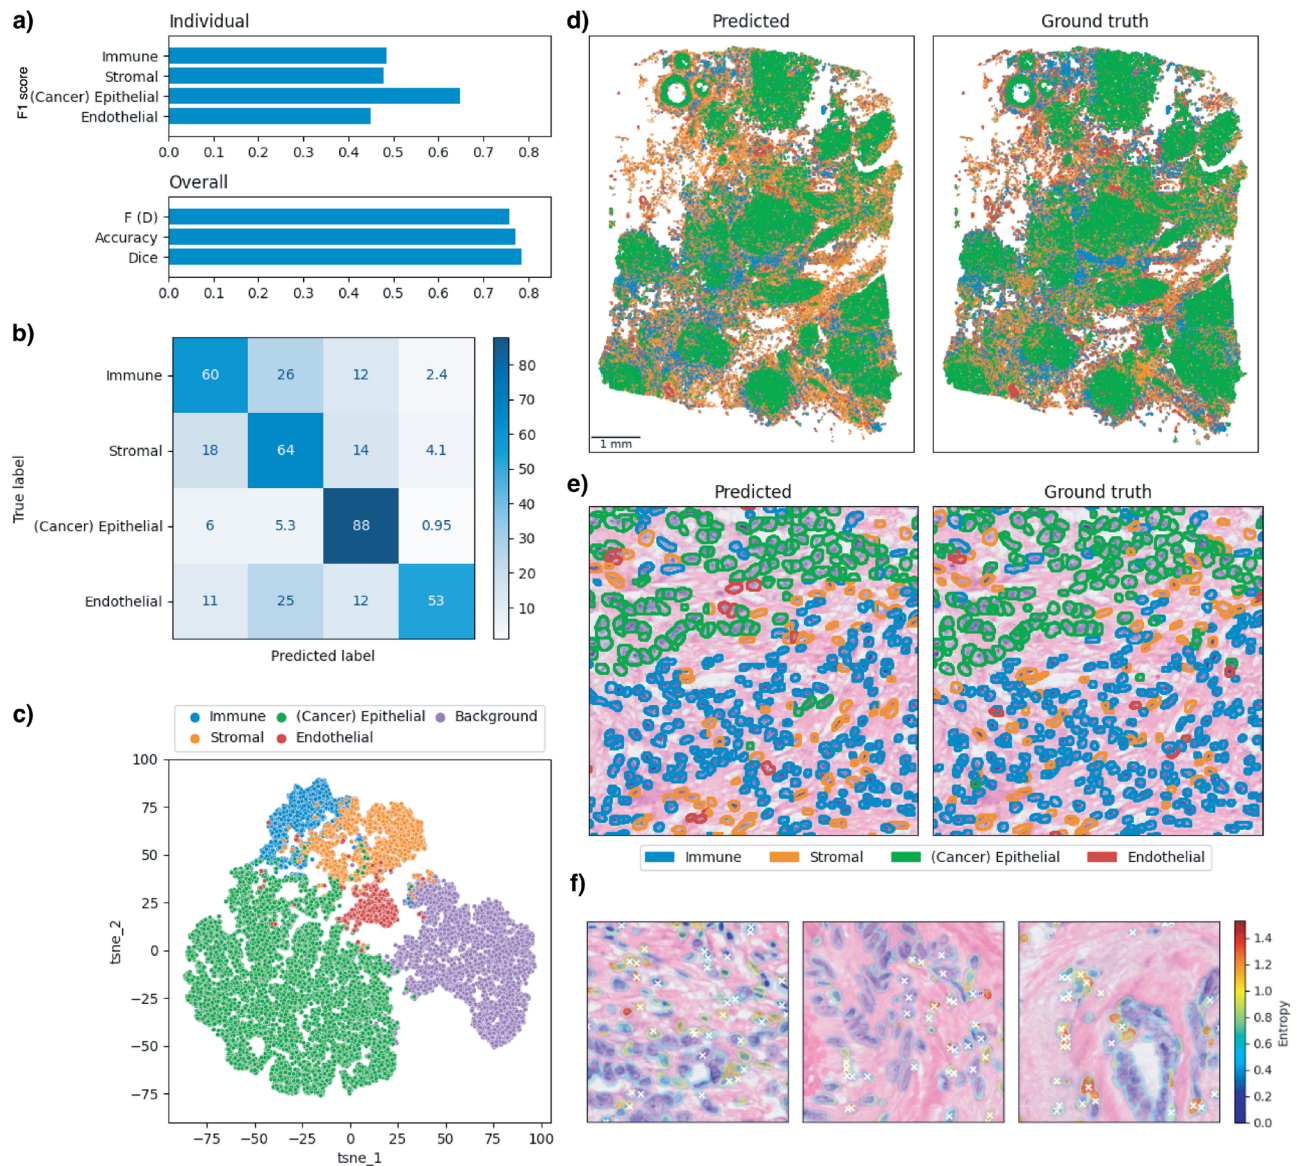 a)
Individual
F1 score
Immune
Stromal
(Cancer) Epithelial
Endothelial
0.0 0.1 0.2 0.3 0.4 0.5 0.6 0.7 0.8
Overall
F (D)
Accuracy
Dice
0.0 0.1 0.2 0.3 0.4 0.5 0.6 0.7 0.8
b)
True label
Immune 60 26 12 2.4
Stromal 18 64 14 4.1
(Cancer) Epithelial 6 5.3 88 0.95
Endothelial 11 25 12 53
Predicted label
80
70
60
50
40
30
20
10
c)
Immune (Cancer) Epithelial Background
Stromal Endothelial
100
75
50
25
0
−25
−50
−75
tsne_2
−75 −50 −25 0 25 50 75 100
tsne_1
d)
Predicted Ground truth
1 mm
e)
Predicted Ground truth
Immune Stromal (Cancer) Epithelial Endothelial
f)
1.4
1.2
1.0
0.8
0.6
0.4
0.2
0.0
Entropy